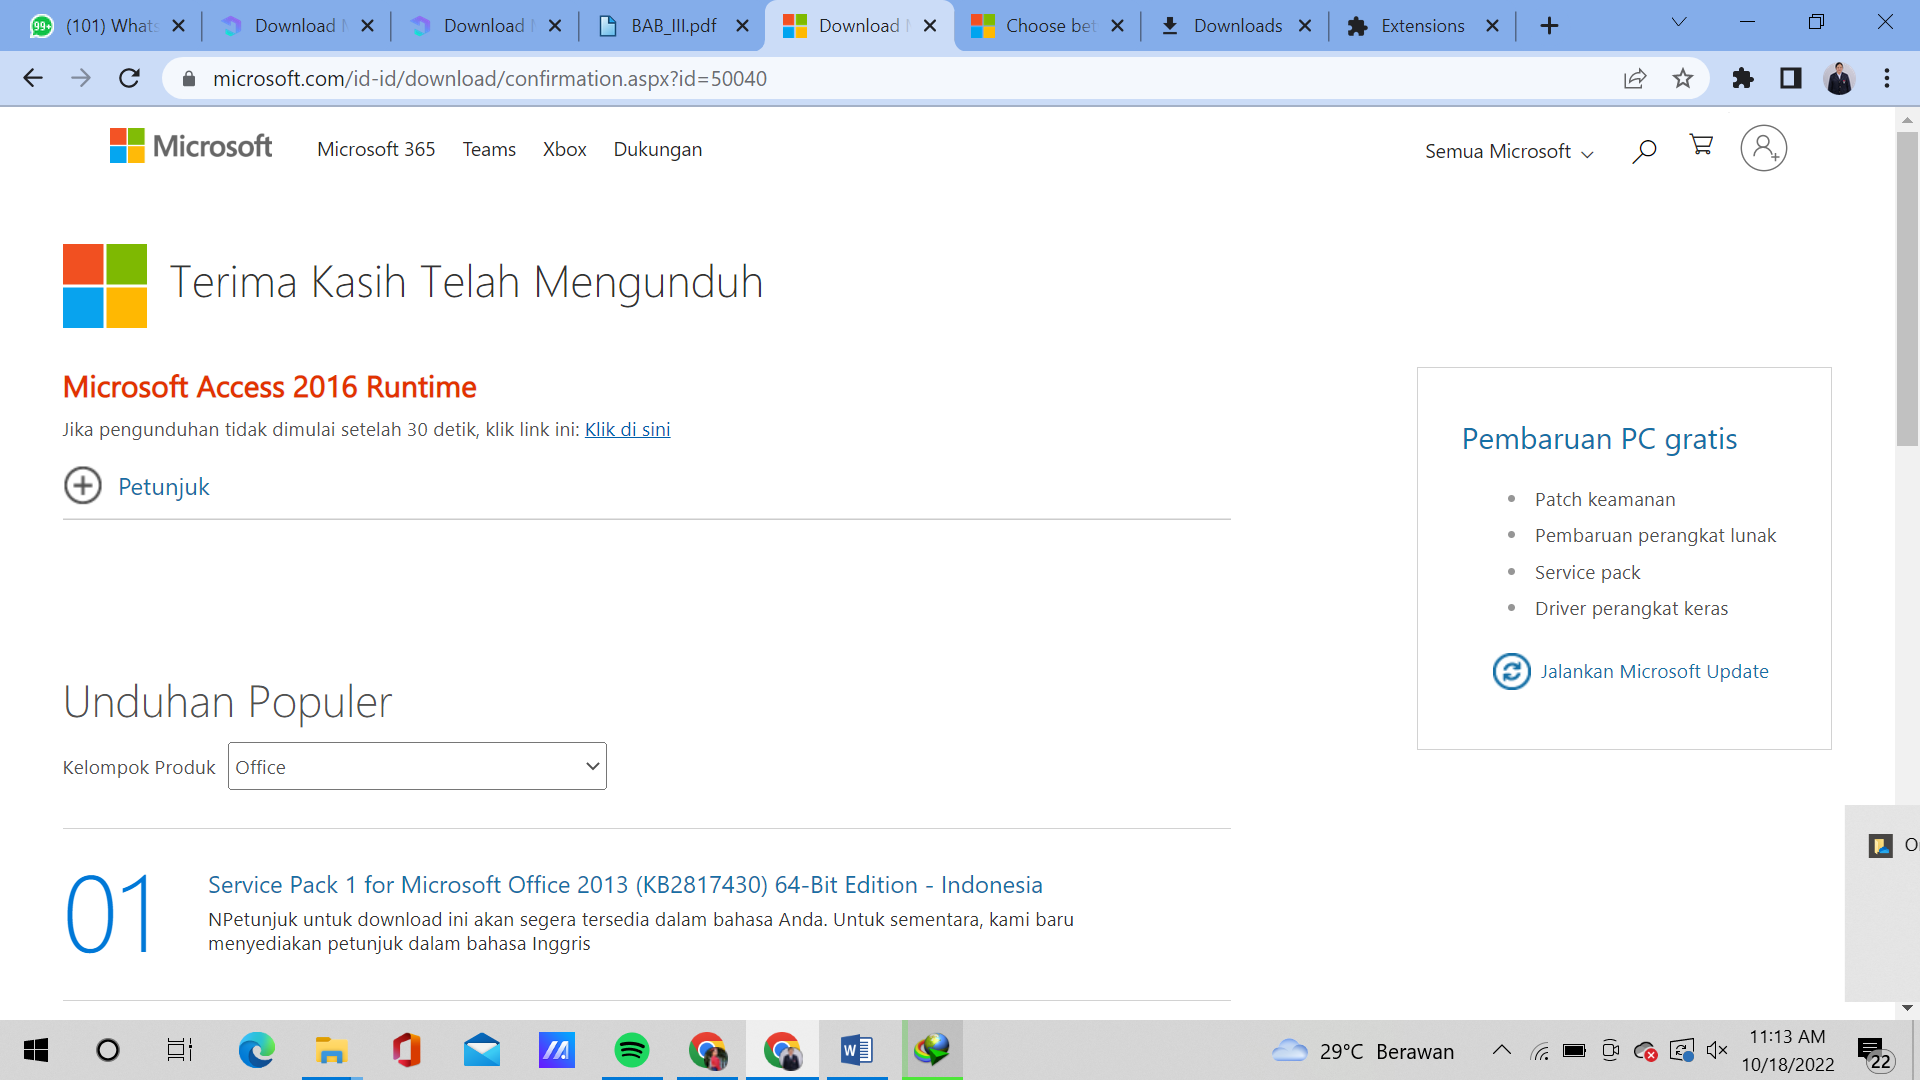 (101) Whats
Download
Download
BAB_III.pdf
Download
Choose bet
Downloads
Extensions
microsoft.com/id-id/download/confirmation.aspx?id=50040
Microsoft
Microsoft 365
Teams
Xbox
Dukungan
Semua Microsoft
Terima Kasih Telah Mengunduh
Microsoft Access 2016 Runtime
Jika pengunduhan tidak dimulai setelah 30 detik, klik link ini: Klik di sini
Petunjuk
Pembaruan PC gratis
Patch keamanan
Pembaruan perangkat lunak
Service pack
Driver perangkat keras
Jalankan Microsoft Update
Unduhan Populer
Kelompok Produk
Office
01
Service Pack 1 for Microsoft Office 2013 (KB2817430) 64-Bit Edition - Indonesia
NPetunjuk untuk download ini akan segera tersedia dalam bahasa Anda. Untuk sementara, kami baru
menyediakan petunjuk dalam bahasa Inggris
29°C Berawan
11:13 AM
10/18/2022
22